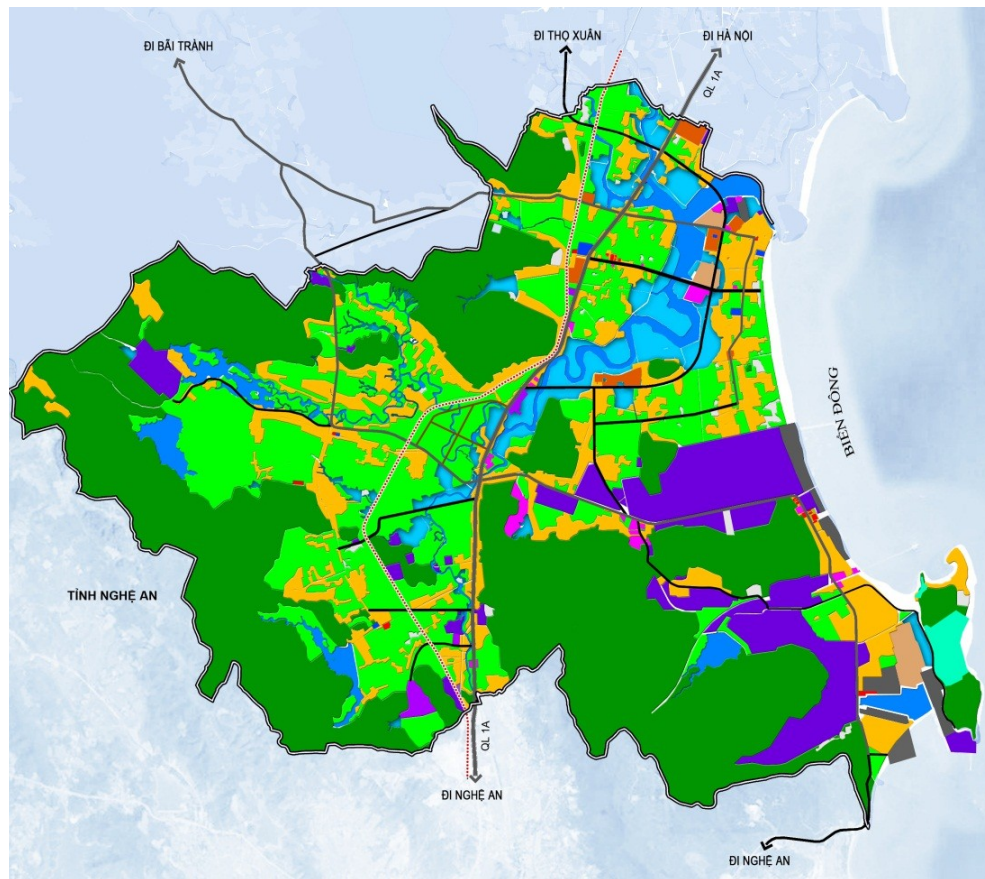 ĐI BÃI TRÀNH
ĐI THỌ XUÂN
ĐI HÀ NỘI
QL 1A
BIỂN ĐÔNG
TỈNH NGHỆ AN
QL 1A
ĐI NGHỆ AN
ĐI NGHỆ AN